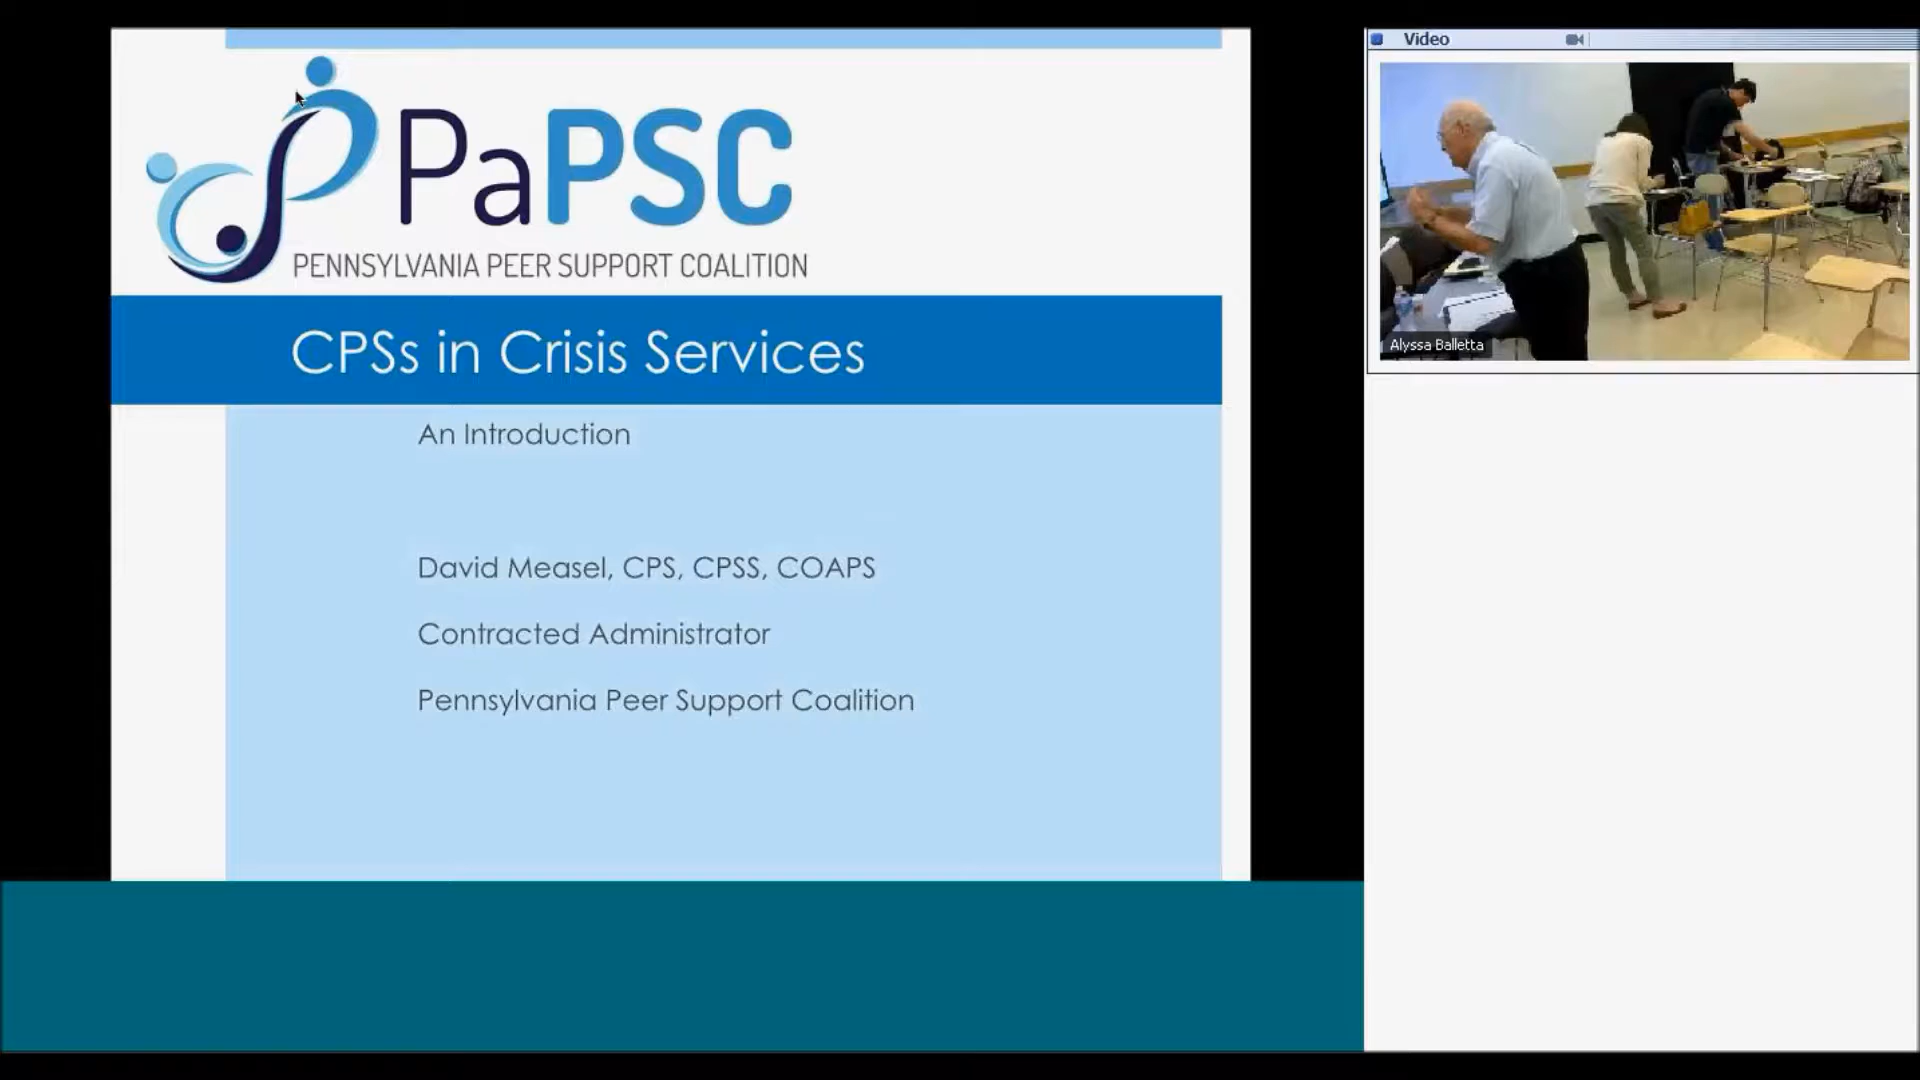 PaPSC
PENNSYLVANIA PEER SUPPORT COALITION
CPSs in Crisis Services
An Introduction
David Measel, CPS, CPSS, COAPS
Contracted Administrator
Pennsylvania Peer Support Coalition
Video
Alyssa Balletta